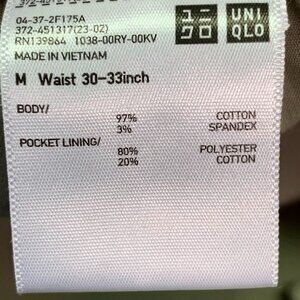 04-37-2F175A
372-451317(23-02)
RN139864 1038-00RY-00KV
MADE IN VIETNAM
ユニ
クロ
UNI
QLO
M Waist 30-33inch
BODY/
97% COTTON
3% SPANDEX
POCKET LINING/
80% POLYESTER
20% COTTON